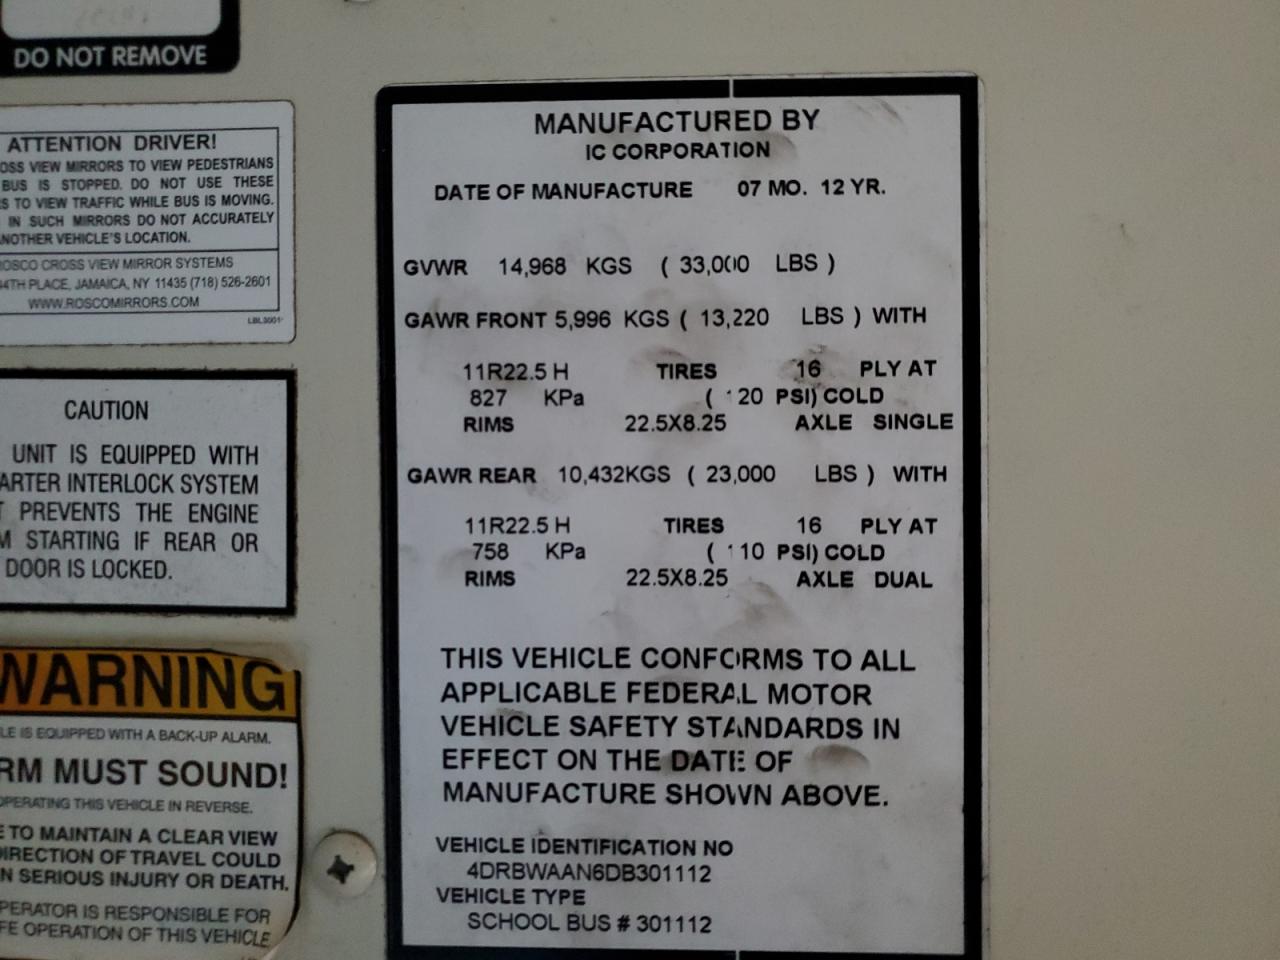 DO NOT REMOVE
ATTENTION DRIVER!
OSS VIEW MIRRORS TO VIEW PEDESTRIANS
BUS IS STOPPED. DO NOT USE THESE
S TO VIEW TRAFFIC WHILE BUS IS MOVING.
IN SUCH MIRRORS DO NOT ACCURATELY
NOTHER VEHICLE'S LOCATION.
OSCO CROSS VIEW MIRROR SYSTEMS
4TH PLACE, JAMAICA, NY 11435 (718) 526-2601
WWW.ROSCOMIRRORS.COM
CAUTION
UNIT IS EQUIPPED WITH
ARTER INTERLOCK SYSTEM
T PREVENTS THE ENGINE
M STARTING IF REAR OR
DOOR IS LOCKED.
WARNING
LE IS EQUIPPED WITH A BACK-UP ALARM.
RM MUST SOUND!
OPERATING THIS VEHICLE IN REVERSE.
E TO MAINTAIN A CLEAR VIEW
DIRECTION OF TRAVEL COULD
N SERIOUS INJURY OR DEATH.
PERATOR IS RESPONSIBLE FOR
FE OPERATION OF THIS VEHICLE
MANUFACTURED BY
IC CORPORATION
DATE OF MANUFACTURE 07 MO. 12 YR.
GVWR 14,968 KGS ( 33,000 LBS )
GAWR FRONT 5,996 KGS ( 13,220 LBS ) WITH
11R22.5 H TIRES 16 PLY AT
827 KPa ( 120 PSI) COLD
RIMS 22.5X8.25 AXLE SINGLE
GAWR REAR 10,432KGS ( 23,000 LBS ) WITH
11R22.5 H TIRES 16 PLY AT
758 KPa ( 110 PSI) COLD
RIMS 22.5X8.25 AXLE DUAL
THIS VEHICLE CONFORMS TO ALL
APPLICABLE FEDERAL MOTOR
VEHICLE SAFETY STANDARDS IN
EFFECT ON THE DATE OF
MANUFACTURE SHOWN ABOVE.
VEHICLE IDENTIFICATION NO
4DRBWAAN6DB301112
VEHICLE TYPE
SCHOOL BUS # 301112